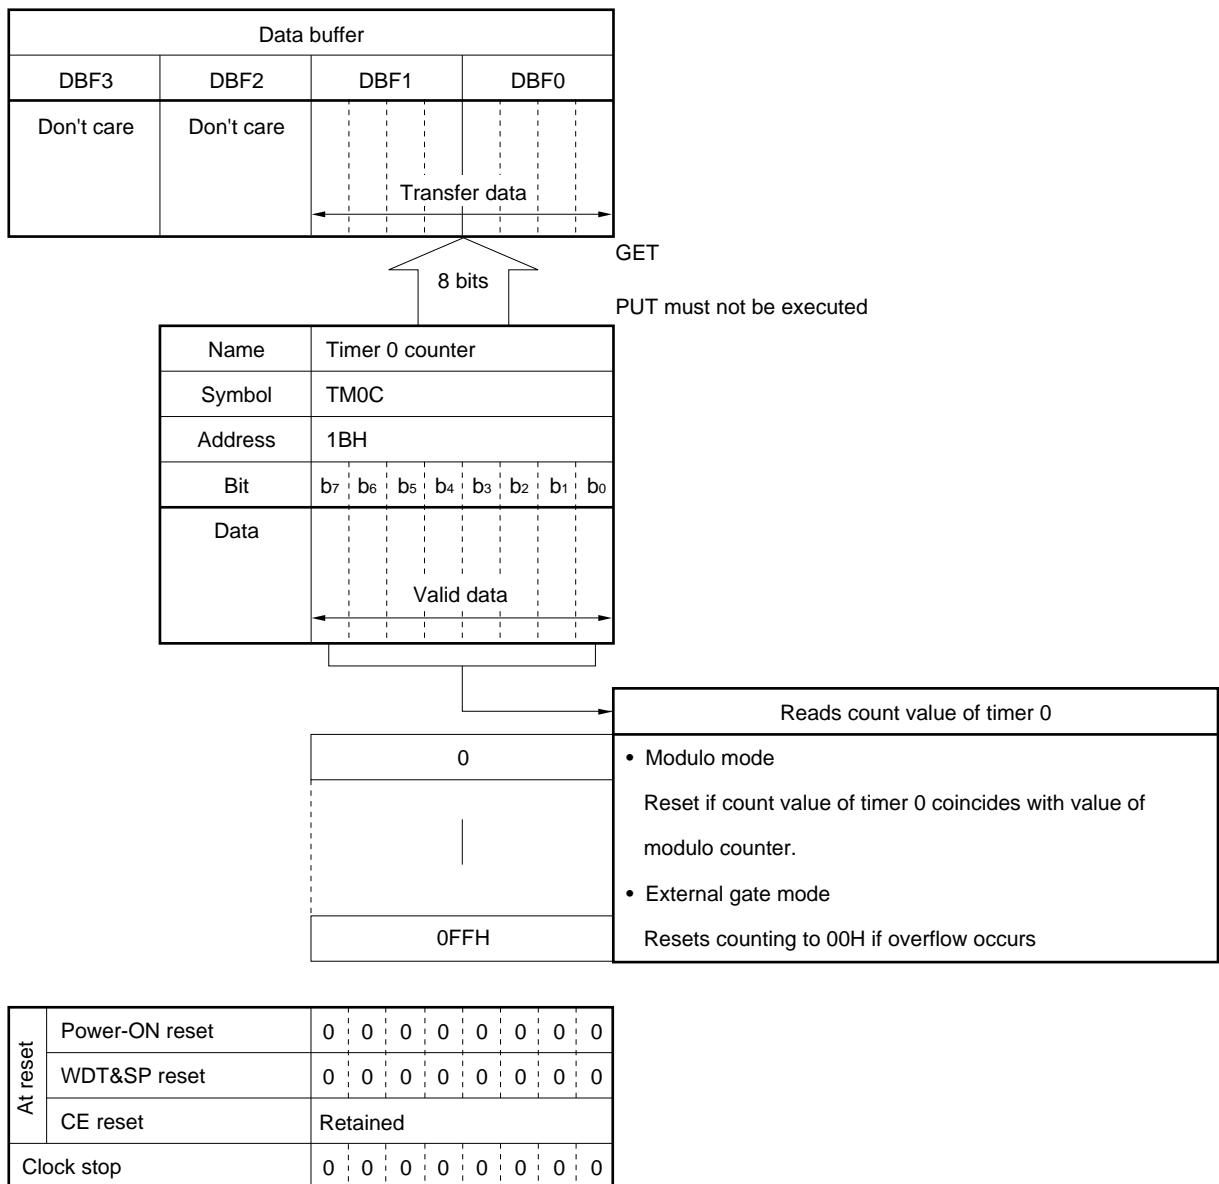 Data buffer
DBF3 DBF2 DBF1 DBF0
Don't care Don't care
Transfer data
GET
8 bits
PUT must not be executed
Name Timer 0 counter
Symbol TM0C
Address 1BH
Bit b7 b6 b5 b4 b3 b2 b1 b0
Data
Valid data
Reads count value of timer 0
0
• Modulo mode
Reset if count value of timer 0 coincides with value of
modulo counter.
• External gate mode
0FFH
Resets counting to 00H if overflow occurs
At reset
Power-ON reset 0 0 0 0 0 0 0 0
WDT&SP reset 0 0 0 0 0 0 0 0
CE reset Retained
Clock stop 0 0 0 0 0 0 0 0